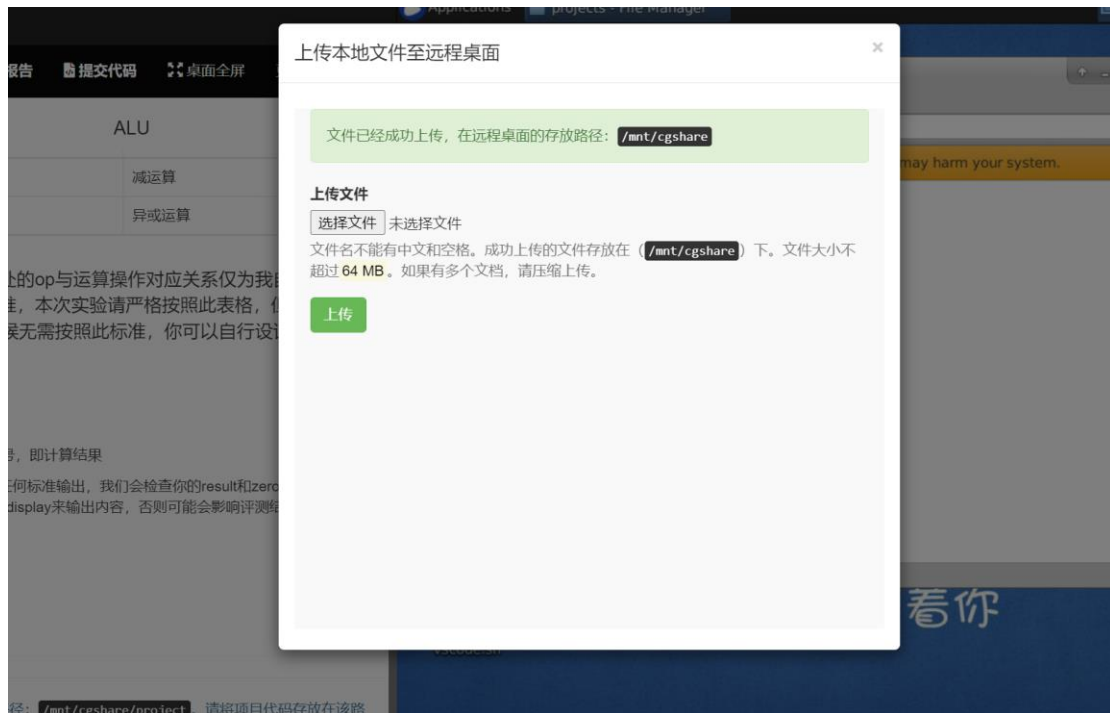 Applications projects - File Manager
上传本地文件至远程桌面 ×
报告 提交代码 桌面全屏
文件已经成功上传，在远程桌面的存放路径： /mnt/cgshare
ALU
may harm your system.
减运算
上传文件
异或运算
选择文件 未选择文件
文件名不能有中文和空格。成功上传的文件存放在（ /mnt/cgshare ）下。文件大小不
超过 64 MB 。如果有多个文档，请压缩上传。
处的op与运算操作对应关系仅为我
准，本次实验请严格按照此表格，
上传
候无需按照此标准，你可以自行设
号，即计算结果
任何标准输出，我们会检查你的result和zero
display来输出内容，否则可能会影响评测结
着你
vscode.sh
径： /mnt/cgshare/project 请将项目代码存放在该路